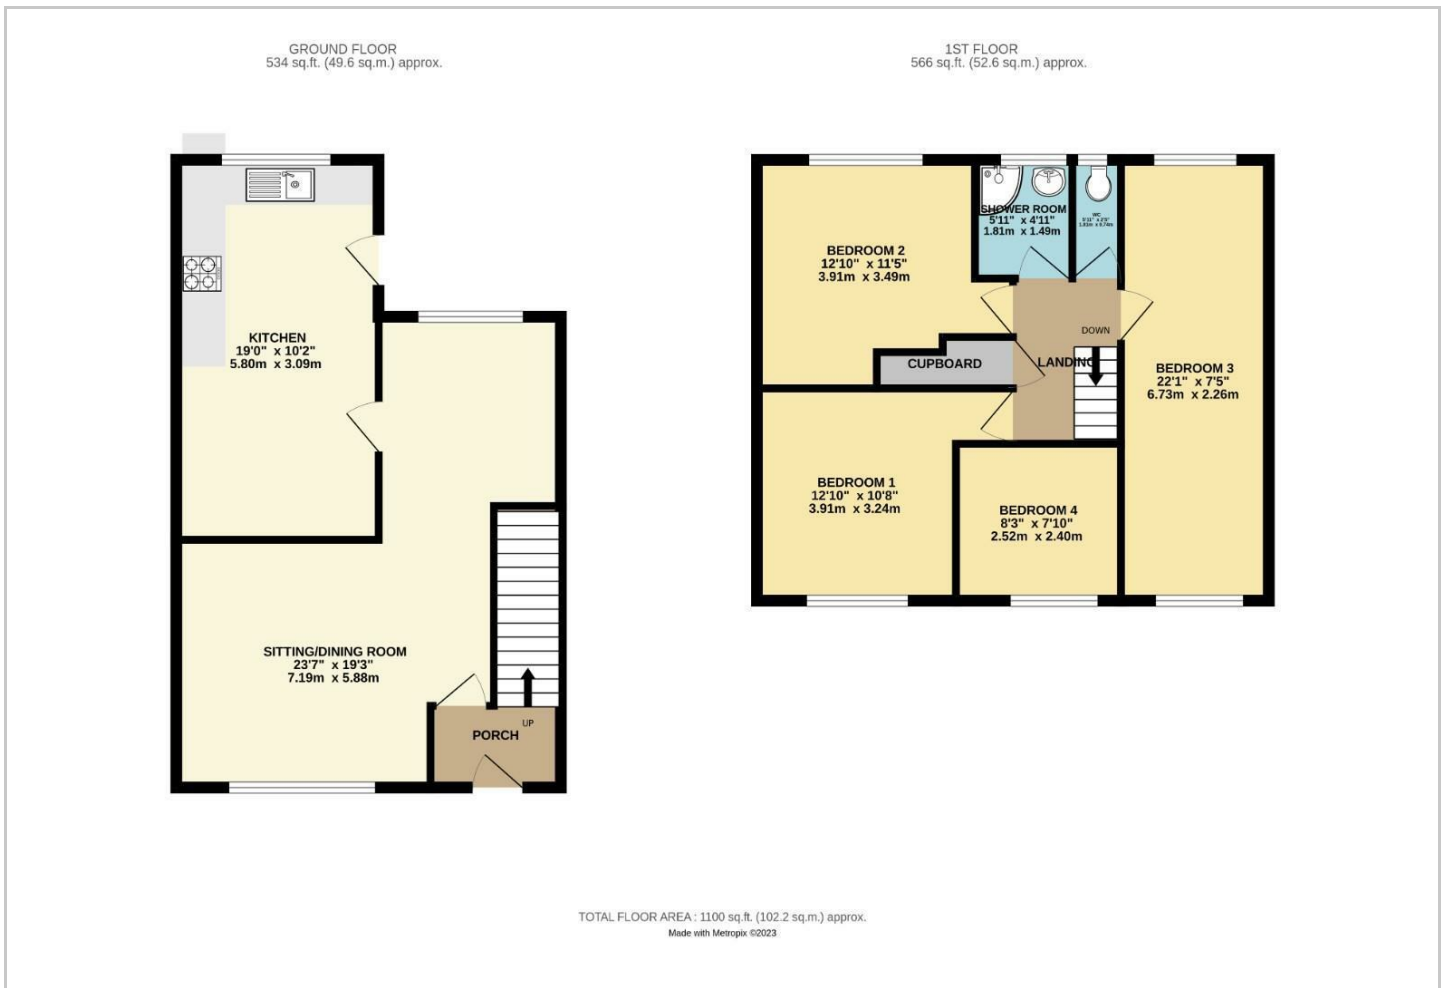 GROUND FLOOR
534 sq.ft. (49.6 sq.m.) approx.
KITCHEN
19'0" x 10'2"
5.80m x 3.09m
SITTING/DINING ROOM
23'7" x 19'3"
7.19m x 5.88m
UP
PORCH
1ST FLOOR
566 sq.ft. (52.6 sq.m.) approx.
SHOWER ROOM
5'11" x 4'11"
1.81m x 1.49m
WC
BEDROOM 2
12'10" x 11'5"
3.91m x 3.49m
DOWN
CUPBOARD
LANDING
BEDROOM 3
22'1" x 7'5"
6.73m x 2.26m
BEDROOM 1
12'10" x 10'8"
3.91m x 3.24m
BEDROOM 4
8'3" x 7'10"
2.52m x 2.40m
TOTAL FLOOR AREA : 1100 sq.ft. (102.2 sq.m.) approx.
Made with Metropix ©2023